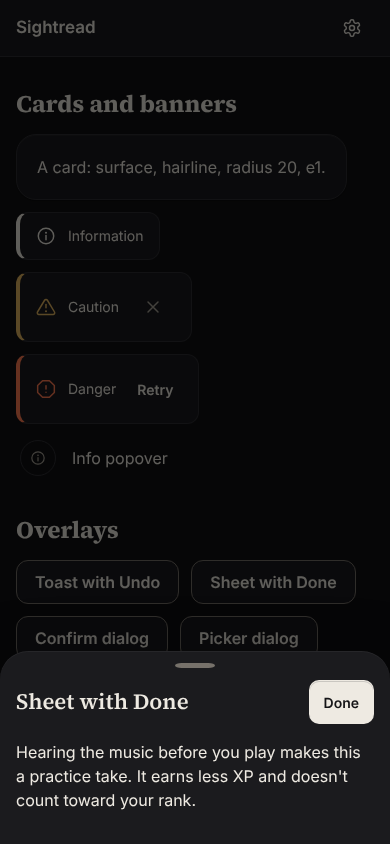 Sightread
Cards and banners
A card: surface, hairline, radius 20, e1.
Information
Caution
Danger Retry
Info popover
Overlays
Toast with Undo Sheet with Done
Confirm dialog Picker dialog
Sheet with Done Done
Hearing the music before you play makes this
a practice take. It earns less XP and doesn't
count toward your rank.